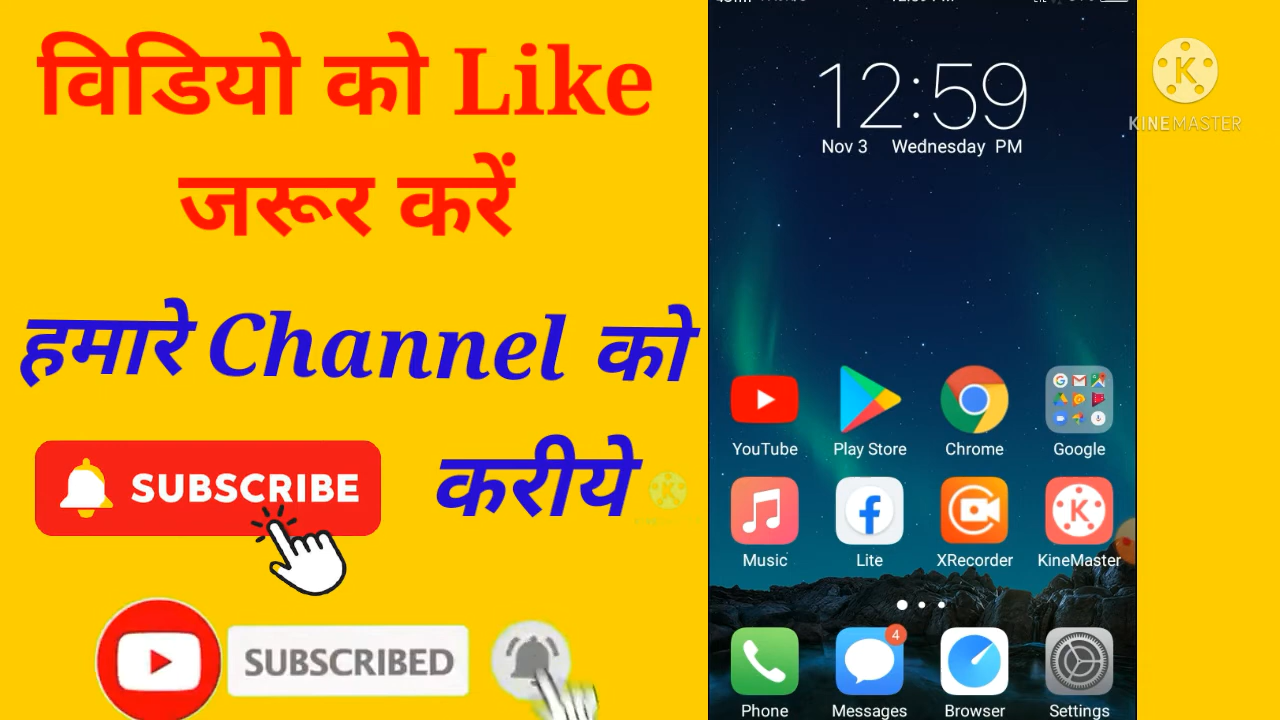 विडियो को Like
जरूर करें
हमारे Channel को
SUBSCRIBE करीये
SUBSCRIBED
12:59
Nov 3 Wednesday PM
YouTube Play Store Chrome Google
Music Lite XRecorder KineMaster
4
Phone Messages Browser Settings
K
KINEMASTER